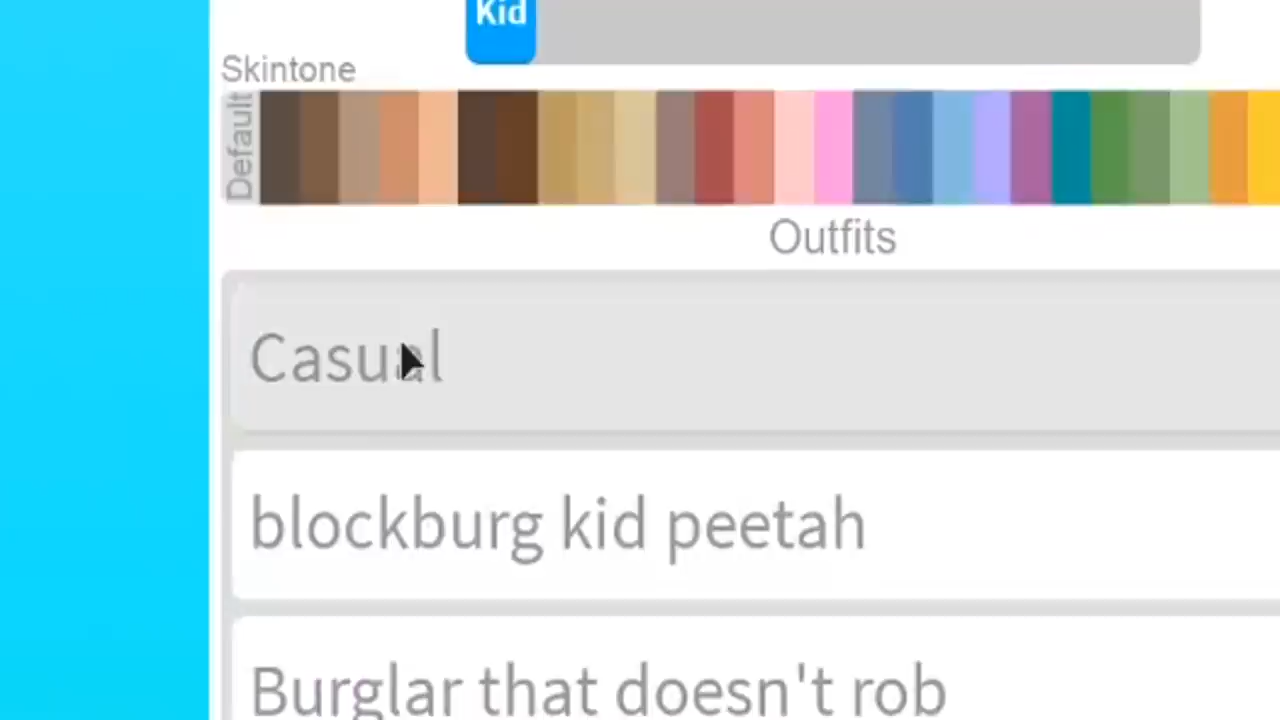 Kid
Skintone
Default
Outfits
Casual
blockburg kid peetah
Burglar that doesn't rob